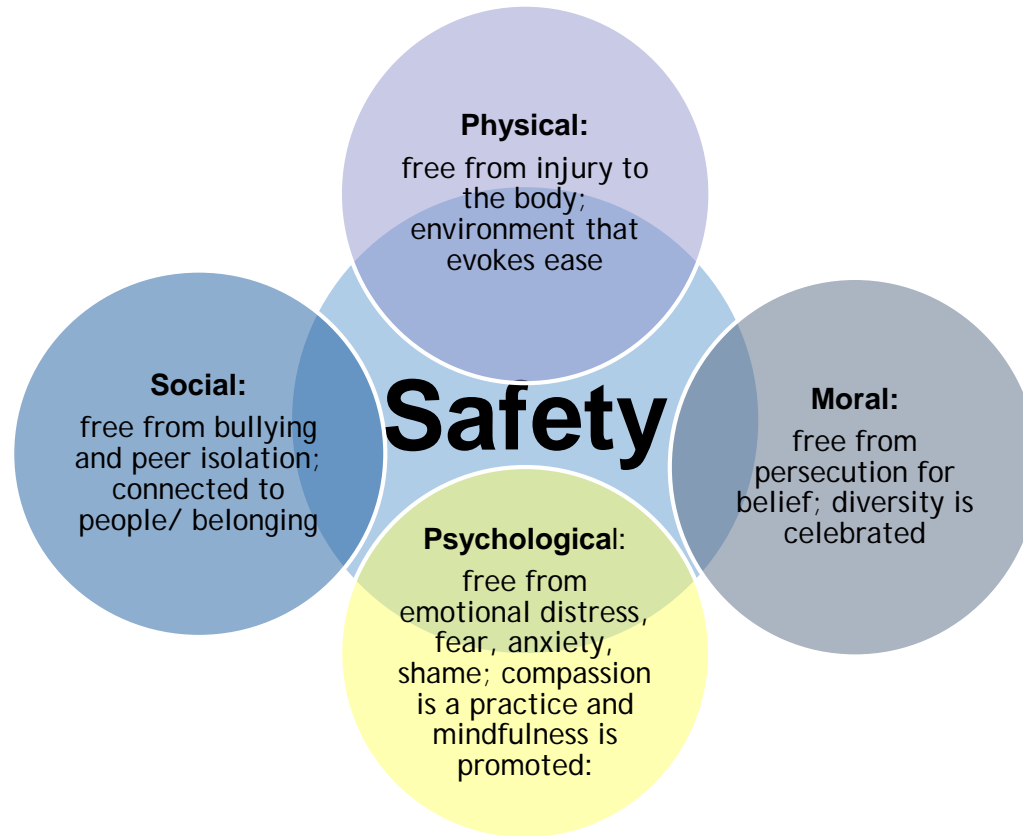 Physical:
free from injury to
the body;
environment that
evokes ease
Social:
free from bullying
and peer isolation;
connected to
people/ belonging
Safety
Moral:
free from
persecution for
belief; diversity is
celebrated
Psychological:
free from
emotional distress,
fear, anxiety,
shame; compassion
is a practice and
mindfulness is
promoted: